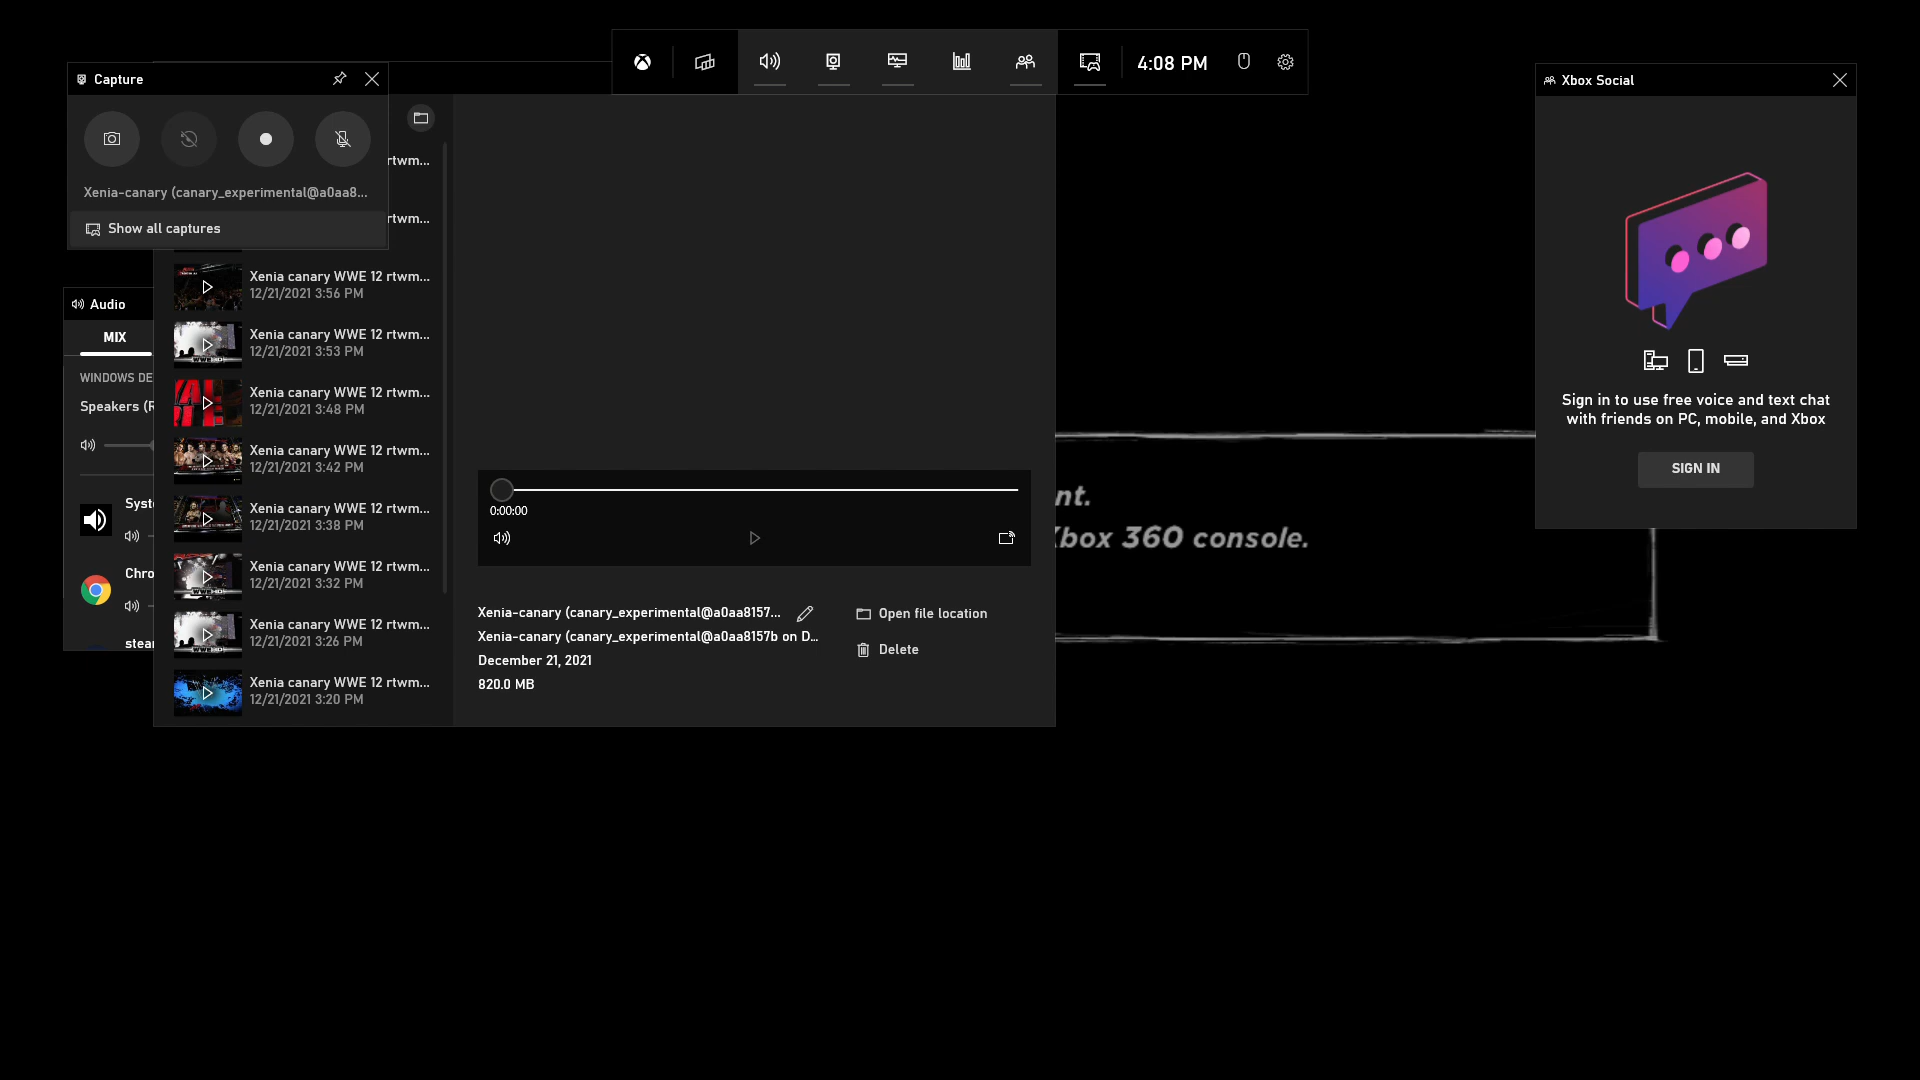 Capture
4:08 PM
Xbox Social
rtwm...
Xenia-canary (canary_experimental@a0aa8...
rtwm...
Show all captures
Xenia canary WWE 12 rtwm...
12/21/2021 3:56 PM
Audio
Xenia canary WWE 12 rtwm...
12/21/2021 3:53 PM
MIX
WINDOWS DE
Xenia canary WWE 12 rtwm...
12/21/2021 3:48 PM
Speakers (R
Sign in to use free voice and text chat
with friends on PC, mobile, and Xbox
Xenia canary WWE 12 rtwm...
12/21/2021 3:42 PM
SIGN IN
Syst
Xenia canary WWE 12 rtwm...
12/21/2021 3:38 PM
0:00:00
nt.
Xbox 360 console.
Chro
Xenia canary WWE 12 rtwm...
12/21/2021 3:32 PM
Xenia canary WWE 12 rtwm...
12/21/2021 3:26 PM
stear
Xenia canary WWE 12 rtwm...
12/21/2021 3:20 PM
Xenia-canary (canary_experimental@a0aa8157...
Open file location
Xenia-canary (canary_experimental@a0aa8157b on D...
Delete
December 21, 2021
820.0 MB